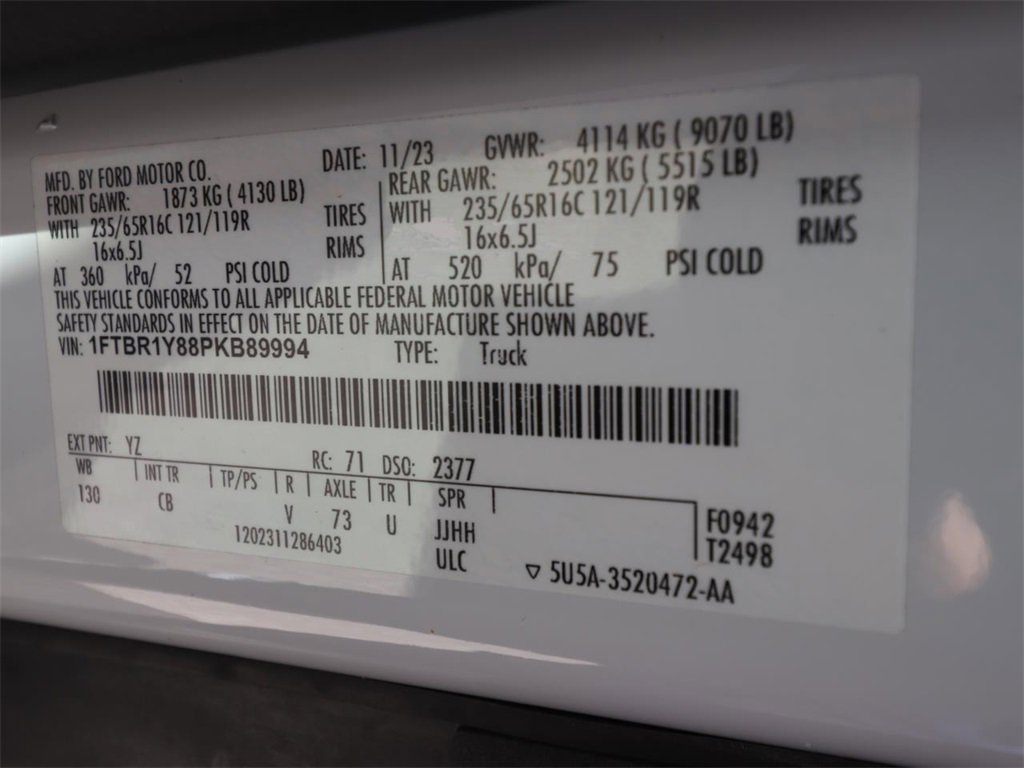 MFD. BY FORD MOTOR CO. DATE: 11/23 GVWR: 4114 KG ( 9070 LB)
FRONT GAWR: 1873 KG ( 4130 LB) REAR GAWR: 2502 KG ( 5515 LB)
WITH 235/65R16C 121/119R TIRES WITH 235/65R16C 121/119R TIRES
16x6.5J RIMS 16x6.5J RIMS
AT 360 kPa/ 52 PSI COLD AT 520 kPa/ 75 PSI COLD
THIS VEHICLE CONFORMS TO ALL APPLICABLE FEDERAL MOTOR VEHICLE
SAFETY STANDARDS IN EFFECT ON THE DATE OF MANUFACTURE SHOWN ABOVE.
VIN: 1FTBR1Y88PKB89994 TYPE: Truck
EXT PNT: YZ RC: 71 DSO: 2377
WB INT TR TP/PS R AXLE TR SPR
130 CB V 73 U JJHH F0942
1202311286403 ULC T2498
▽ 5U5A-3520472-AA